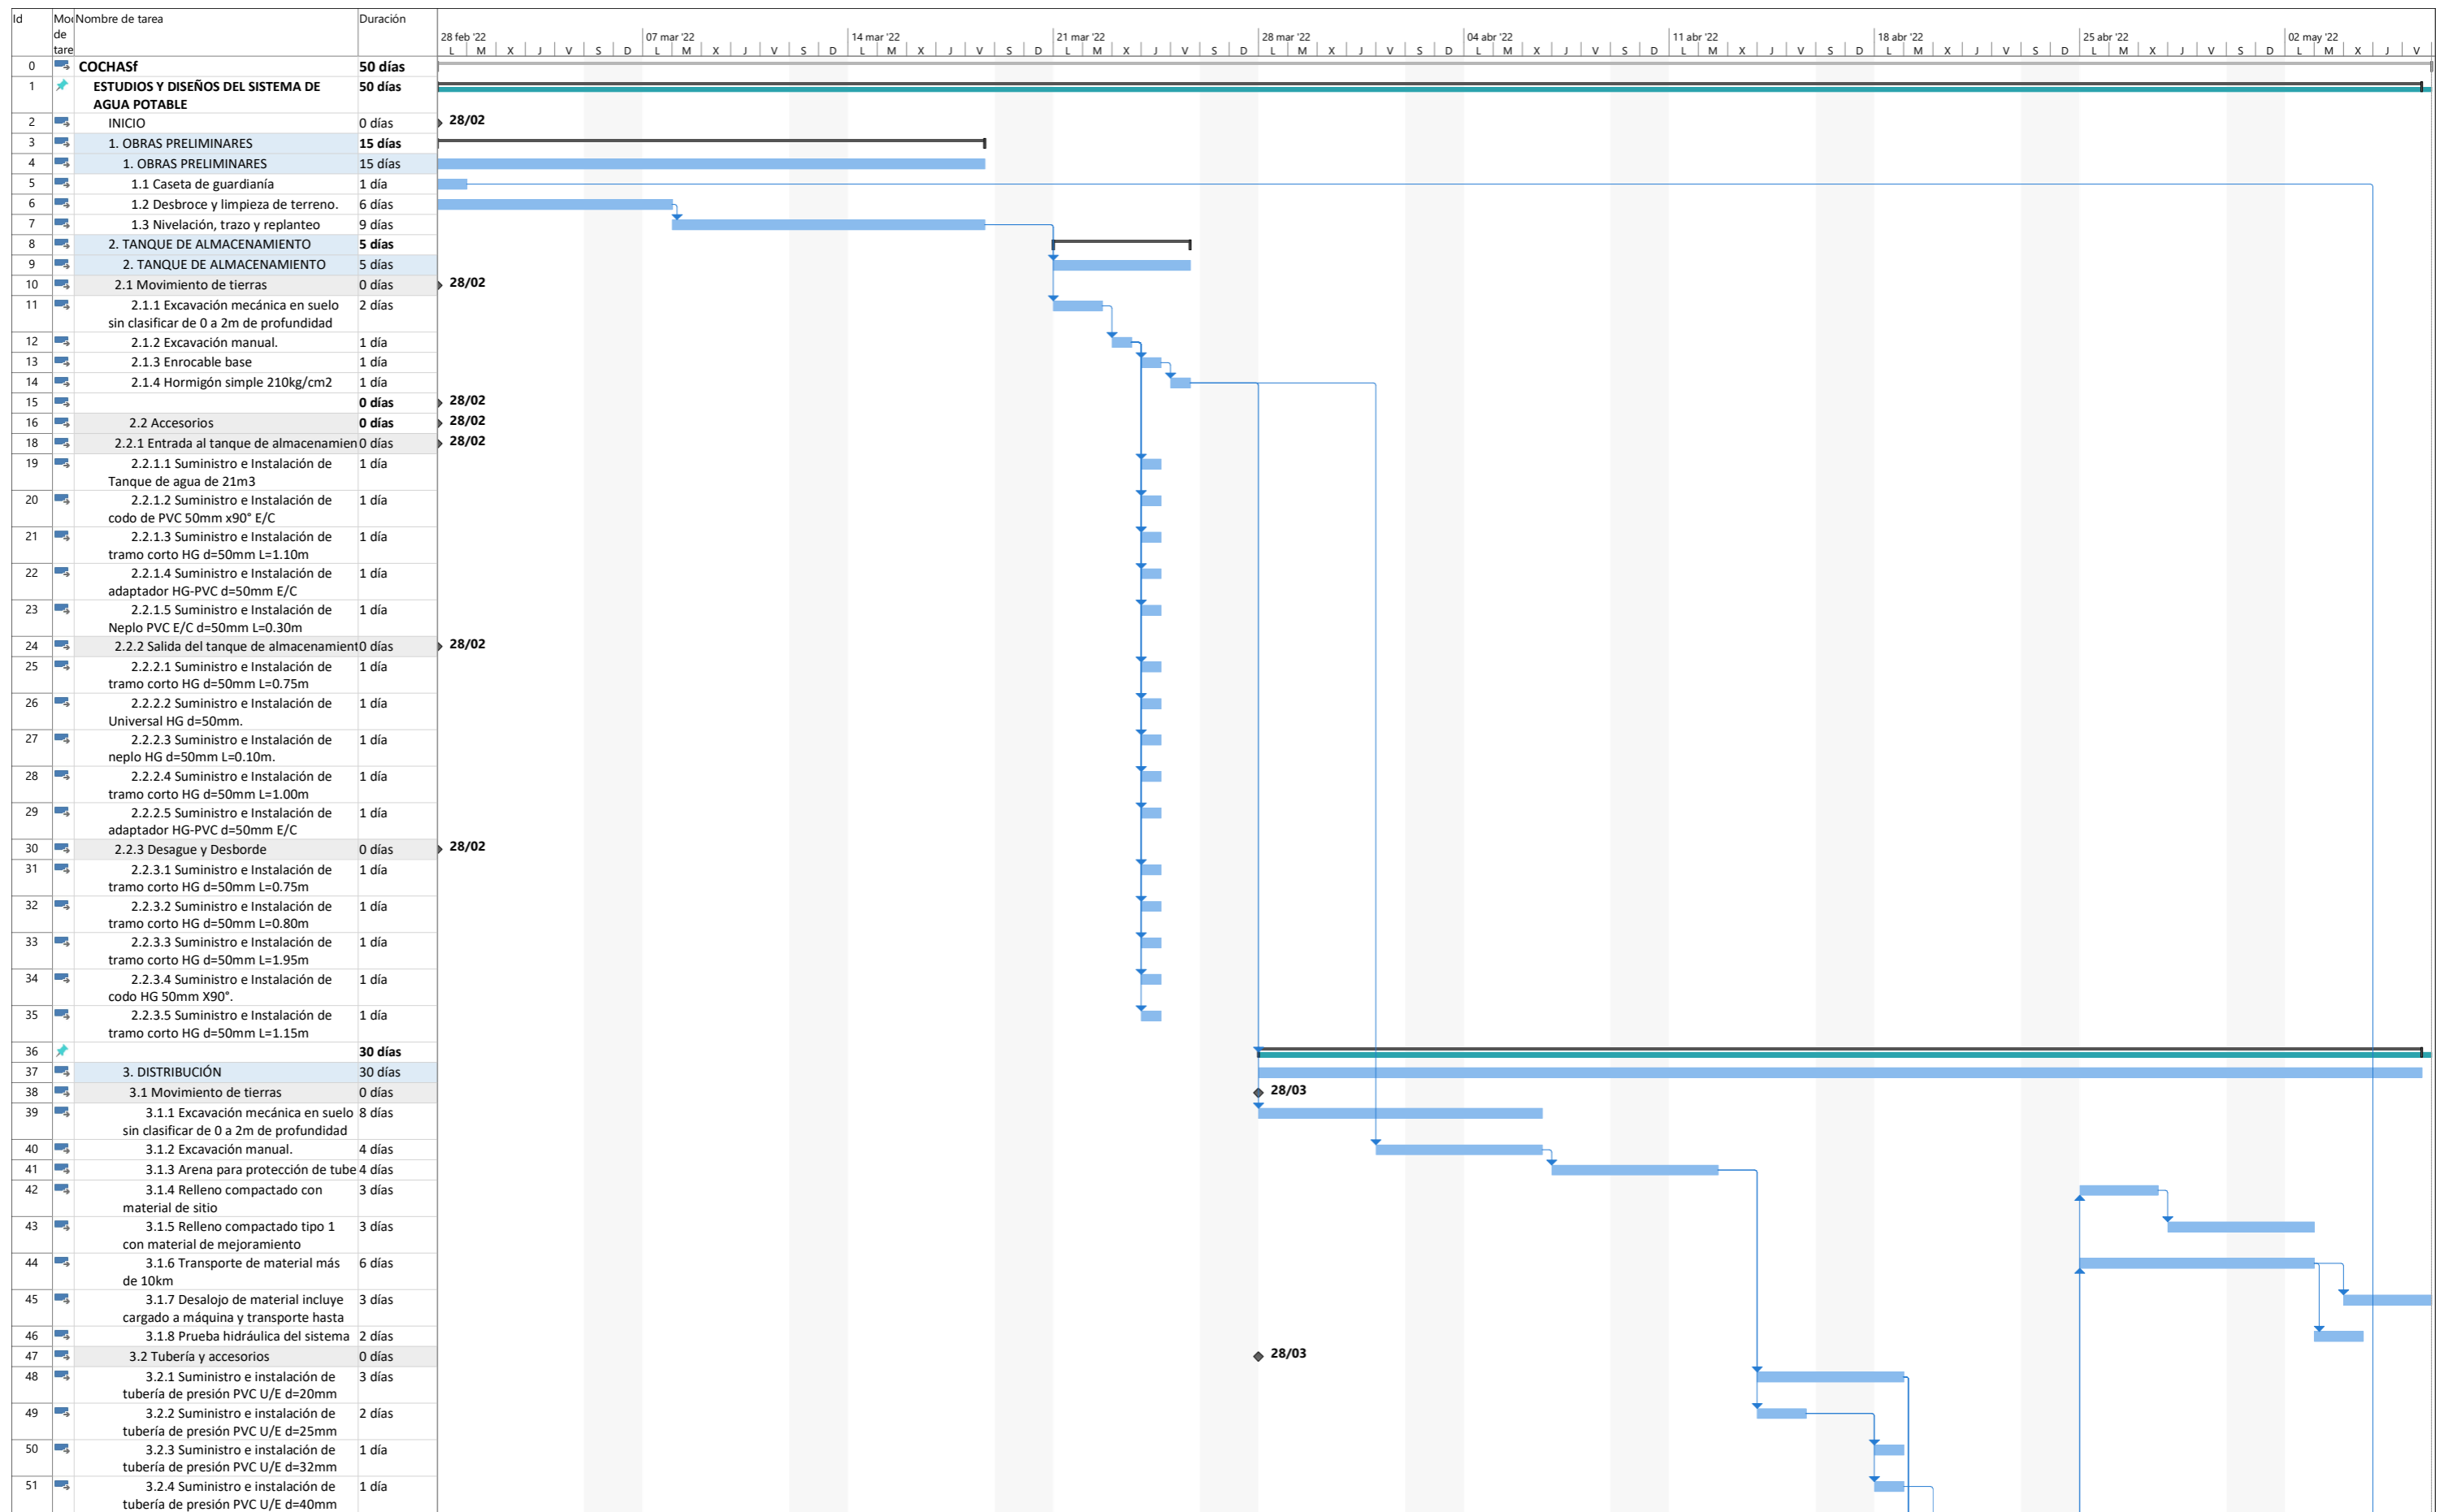 Id Mod de tare Nombre de tarea Duración
28 feb '22 07 mar '22 14 mar '22 21 mar '22 28 mar '22 04 abr '22 11 abr '22 18 abr '22 25 abr '22 02 may '22
L M X J V S D L M X J V S D L M X J V S D L M X J V S D L M X J V S D L M X J V S D L M X J V S D L M X J V S D L M X J V S D L M X J V
0 COCHASf 50 días
1 ESTUDIOS Y DISEÑOS DEL SISTEMA DE 50 días
AGUA POTABLE
2 INICIO 0 días 28/02
3 1. OBRAS PRELIMINARES 15 días
4 1. OBRAS PRELIMINARES 15 días
5 1.1 Caseta de guardianía 1 día
6 1.2 Desbroce y limpieza de terreno. 6 días
7 1.3 Nivelación, trazo y replanteo 9 días
8 2. TANQUE DE ALMACENAMIENTO 5 días
9 2. TANQUE DE ALMACENAMIENTO 5 días
10 2.1 Movimiento de tierras 0 días 28/02
11 2.1.1 Excavación mecánica en suelo 2 días
sin clasificar de 0 a 2m de profundidad
12 2.1.2 Excavación manual. 1 día
13 2.1.3 Enrocable base 1 día
14 2.1.4 Hormigón simple 210kg/cm2 1 día
15 0 días 28/02
16 2.2 Accesorios 0 días 28/02
18 2.2.1 Entrada al tanque de almacenamien 0 días 28/02
19 2.2.1.1 Suministro e Instalación de 1 día
Tanque de agua de 21m3
20 2.2.1.2 Suministro e Instalación de 1 día
codo de PVC 50mm x90° E/C
21 2.2.1.3 Suministro e Instalación de 1 día
tramo corto HG d=50mm L=1.10m
22 2.2.1.4 Suministro e Instalación de 1 día
adaptador HG-PVC d=50mm E/C
23 2.2.1.5 Suministro e Instalación de 1 día
Neplo PVC E/C d=50mm L=0.30m
24 2.2.2 Salida del tanque de almacenamient 0 días 28/02
25 2.2.2.1 Suministro e Instalación de 1 día
tramo corto HG d=50mm L=0.75m
26 2.2.2.2 Suministro e Instalación de 1 día
Universal HG d=50mm.
27 2.2.2.3 Suministro e Instalación de 1 día
neplo HG d=50mm L=0.10m.
28 2.2.2.4 Suministro e Instalación de 1 día
tramo corto HG d=50mm L=1.00m
29 2.2.2.5 Suministro e Instalación de 1 día
adaptador HG-PVC d=50mm E/C
30 2.2.3 Desague y Desborde 0 días 28/02
31 2.2.3.1 Suministro e Instalación de 1 día
tramo corto HG d=50mm L=0.75m
32 2.2.3.2 Suministro e Instalación de 1 día
tramo corto HG d=50mm L=0.80m
33 2.2.3.3 Suministro e Instalación de 1 día
tramo corto HG d=50mm L=1.95m
34 2.2.3.4 Suministro e Instalación de 1 día
codo HG 50mm X90°.
35 2.2.3.5 Suministro e Instalación de 1 día
tramo corto HG d=50mm L=1.15m
36 30 días
37 3. DISTRIBUCIÓN 30 días
38 3.1 Movimiento de tierras 0 días 28/03
39 3.1.1 Excavación mecánica en suelo 8 días
sin clasificar de 0 a 2m de profundidad
40 3.1.2 Excavación manual. 4 días
41 3.1.3 Arena para protección de tube 4 días
42 3.1.4 Relleno compactado con 3 días
material de sitio
43 3.1.5 Relleno compactado tipo 1 3 días
con material de mejoramiento
44 3.1.6 Transporte de material más 6 días
de 10km
45 3.1.7 Desalojo de material incluye 3 días
cargado a máquina y transporte hasta
46 3.1.8 Prueba hidráulica del sistema 2 días
47 3.2 Tubería y accesorios 0 días 28/03
48 3.2.1 Suministro e instalación de 3 días
tubería de presión PVC U/E d=20mm
49 3.2.2 Suministro e instalación de 2 días
tubería de presión PVC U/E d=25mm
50 3.2.3 Suministro e instalación de 1 día
tubería de presión PVC U/E d=32mm
51 3.2.4 Suministro e instalación de 1 día
tubería de presión PVC U/E d=40mm